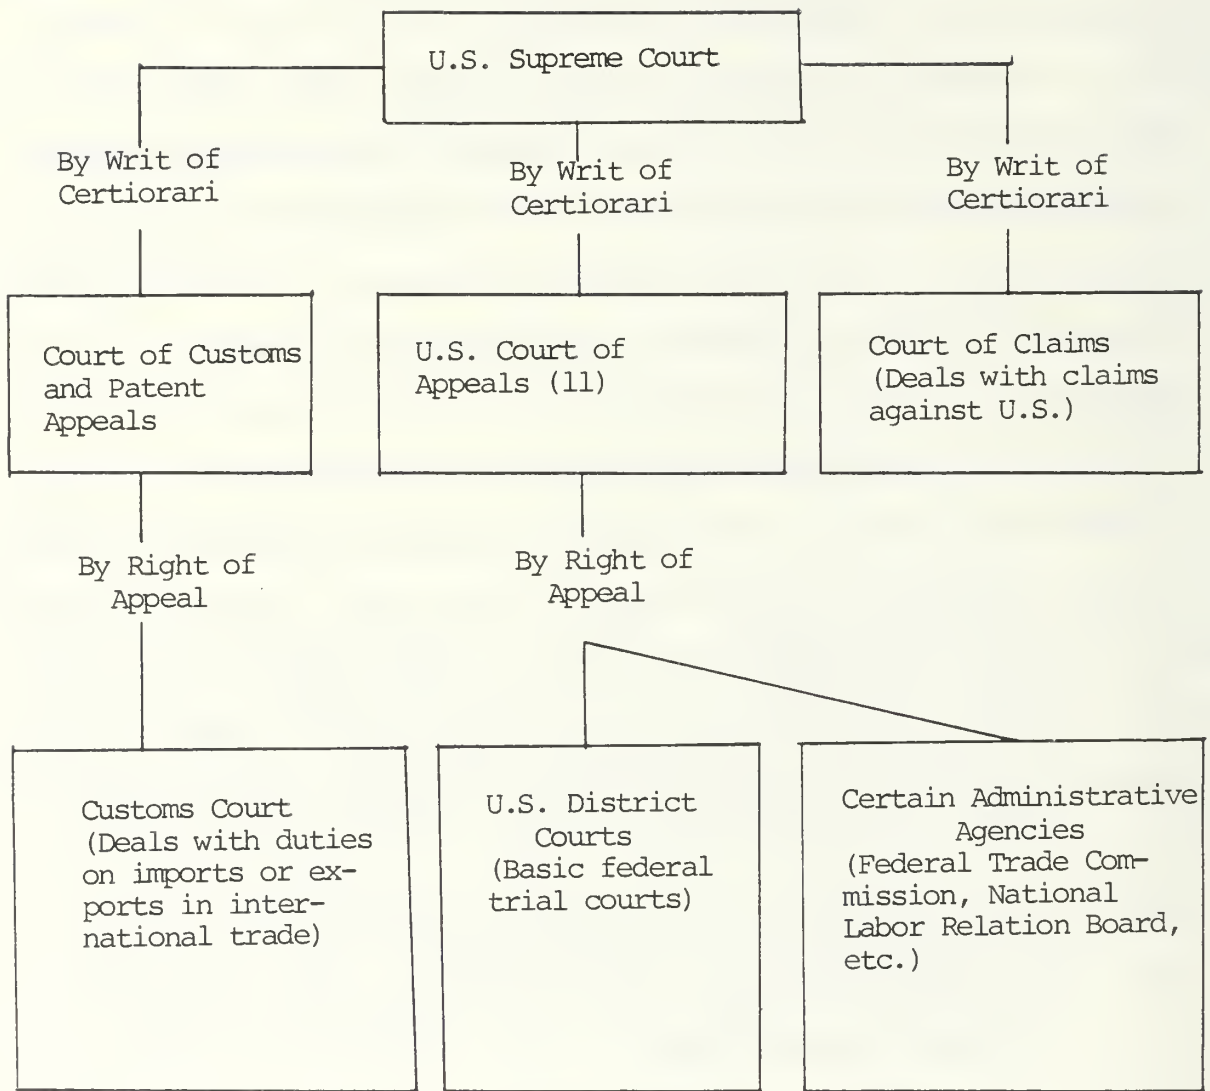 U.S. Supreme Court
By Writ of
Certiorari
By Writ of
Certiorari
By Writ of
Certiorari
Court of Customs
and Patent
Appeals
U.S. Court of
Appeals (11)
Court of Claims
(Deals with claims
against U.S.)
By Right of
Appeal
By Right of
Appeal
Customs Court
(Deals with duties
on imports or ex-
ports in inter-
national trade)
U.S. District
Courts
(Basic federal
trial courts)
Certain Administrative
Agencies
(Federal Trade Com-
mission, National
Labor Relation Board,
etc.)